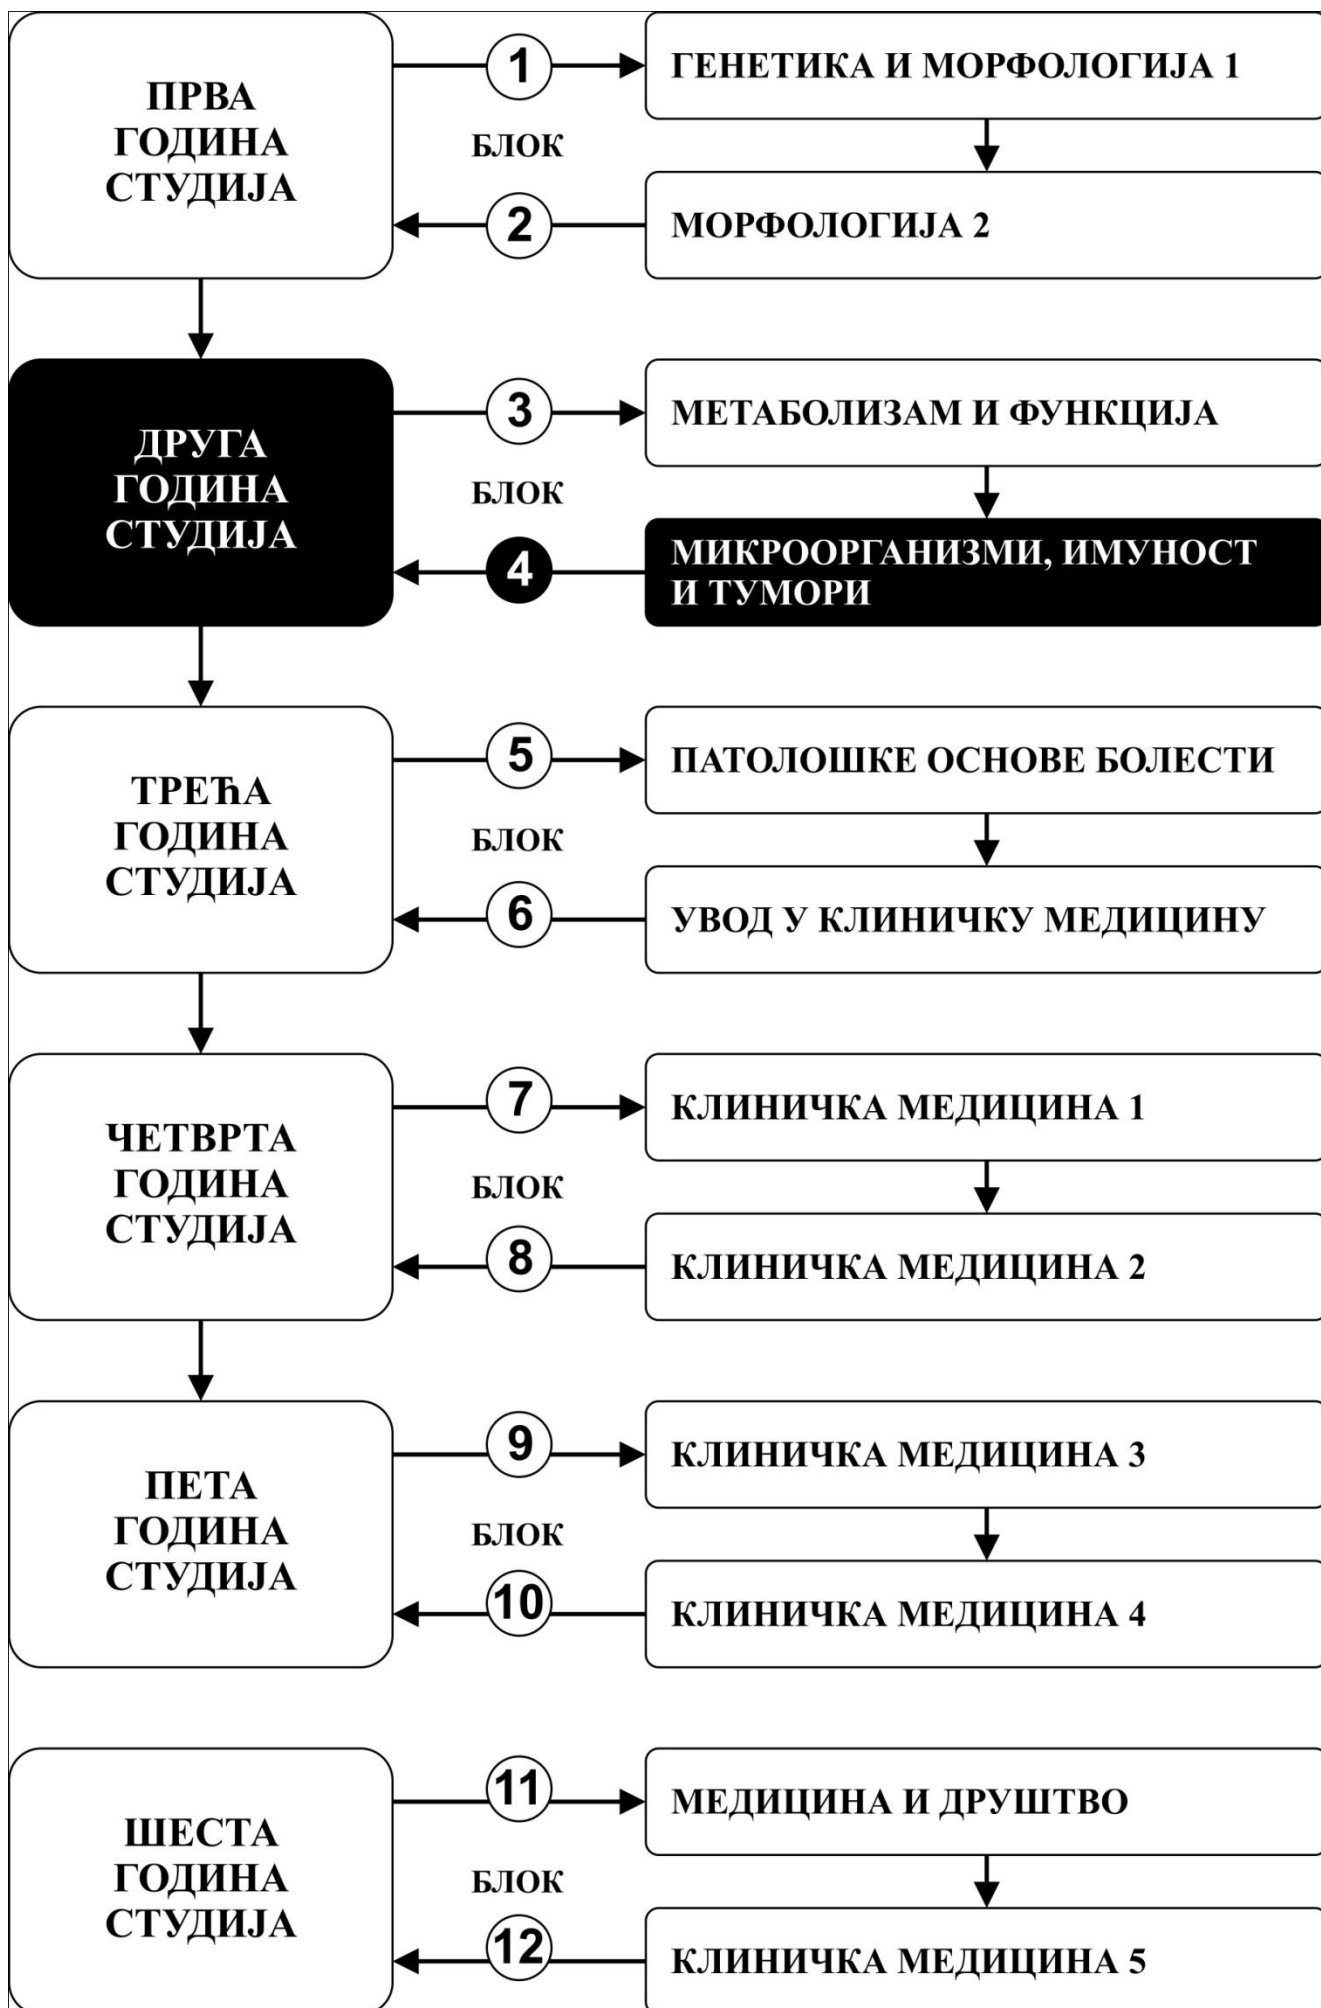 ПРВА
ГОДИНА
СТУДИЈА
1
БЛОК
2
ГЕНЕТИКА И МОРФОЛОГИЈА 1
МОРФОЛОГИЈА 2
ДРУГА
ГОДИНА
СТУДИЈА
3
БЛОК
4
МЕТАБОЛИЗАМ И ФУНКЦИЈА
МИКРООРГАНИЗМИ, ИМУНОСТ
И ТУМОРИ
ТРЕЋА
ГОДИНА
СТУДИЈА
5
БЛОК
6
ПАТОЛОШКЕ ОСНОВЕ БОЛЕСТИ
УВОД У КЛИНИЧКУ МЕДИЦИНУ
ЧЕТВРТА
ГОДИНА
СТУДИЈА
7
БЛОК
8
КЛИНИЧКА МЕДИЦИНА 1
КЛИНИЧКА МЕДИЦИНА 2
ПЕТА
ГОДИНА
СТУДИЈА
9
БЛОК
10
КЛИНИЧКА МЕДИЦИНА 3
КЛИНИЧКА МЕДИЦИНА 4
ШЕСТА
ГОДИНА
СТУДИЈА
11
БЛОК
12
МЕДИЦИНА И ДРУШТВО
КЛИНИЧКА МЕДИЦИНА 5